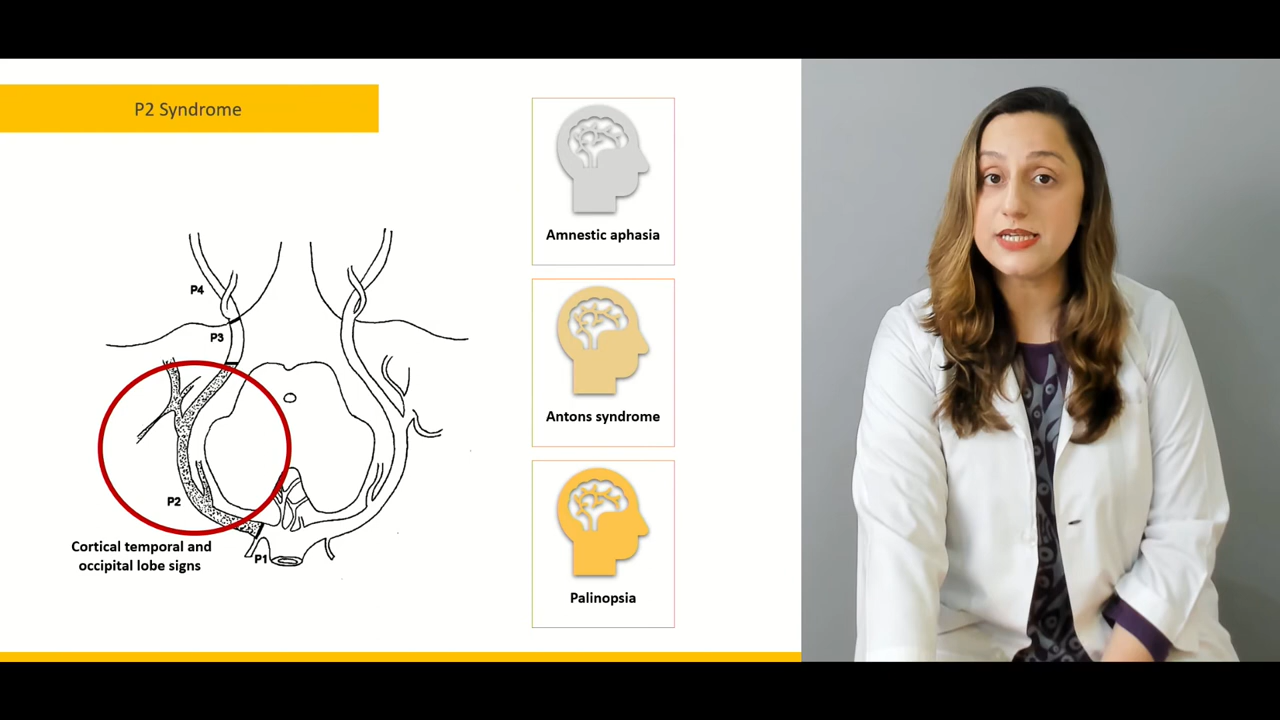 P2 Syndrome
P4
P3
P2
P1
Cortical temporal and
occipital lobe signs
Amnestic aphasia
Antons syndrome
Palinopsia